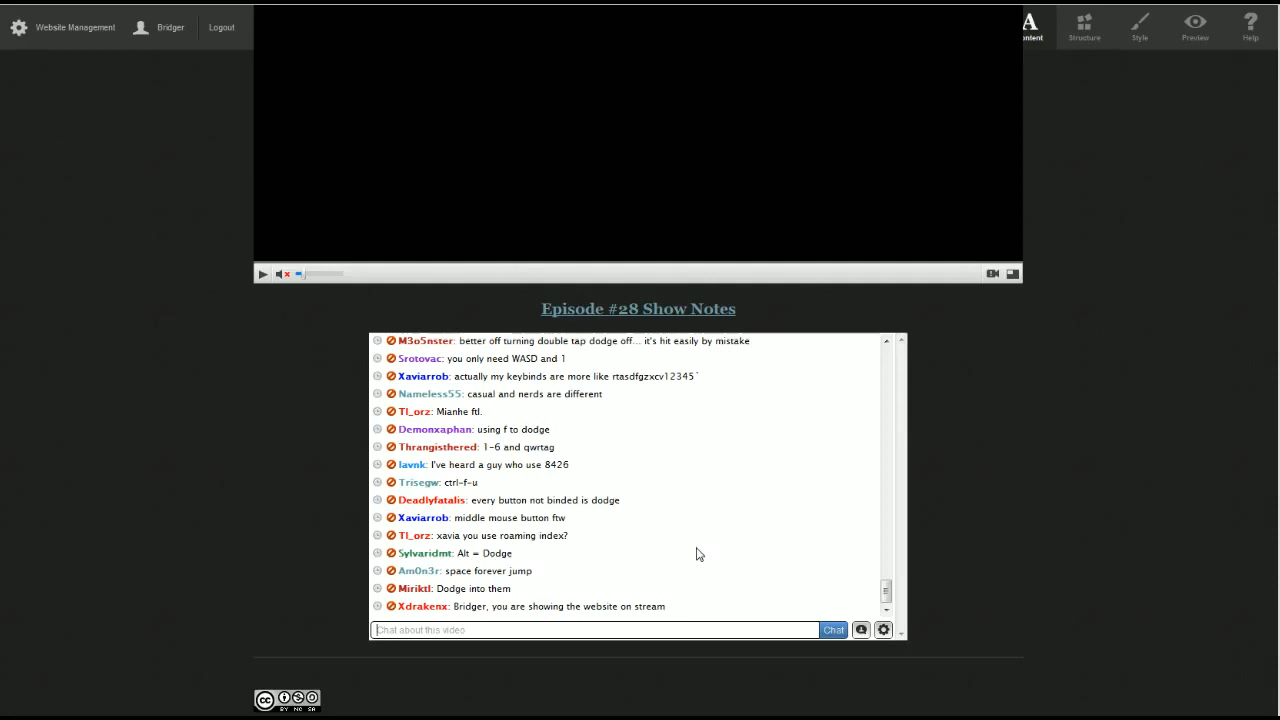 Website Management Bridger Logout
A
ontent Structure Style Preview Help
Episode #28 Show Notes
M3o5nster: better off turning double tap dodge off... it's hit easily by mistake
Srotovac: you only need WASD and 1
Xaviarrob: actually my keybinds are more like rtasdfgzxcv12345`
Nameless55: casual and nerds are different
Tl_orz: Mianhe ftl.
Demonxaphan: using f to dodge
Thrangisthered: 1-6 and qwrtag
Iavnk: I've heard a guy who use 8426
Trisegw: ctrl-f-u
Deadlyfatalis: every button not binded is dodge
Xaviarrob: middle mouse button ftw
Tl_orz: xavia you use roaming index?
Sylvaridmt: Alt = Dodge
Am0n3r: space forever jump
Miriktl: Dodge into them
Xdrakenx: Bridger, you are showing the website on stream
Chat about this video Chat
cc BY NC SA